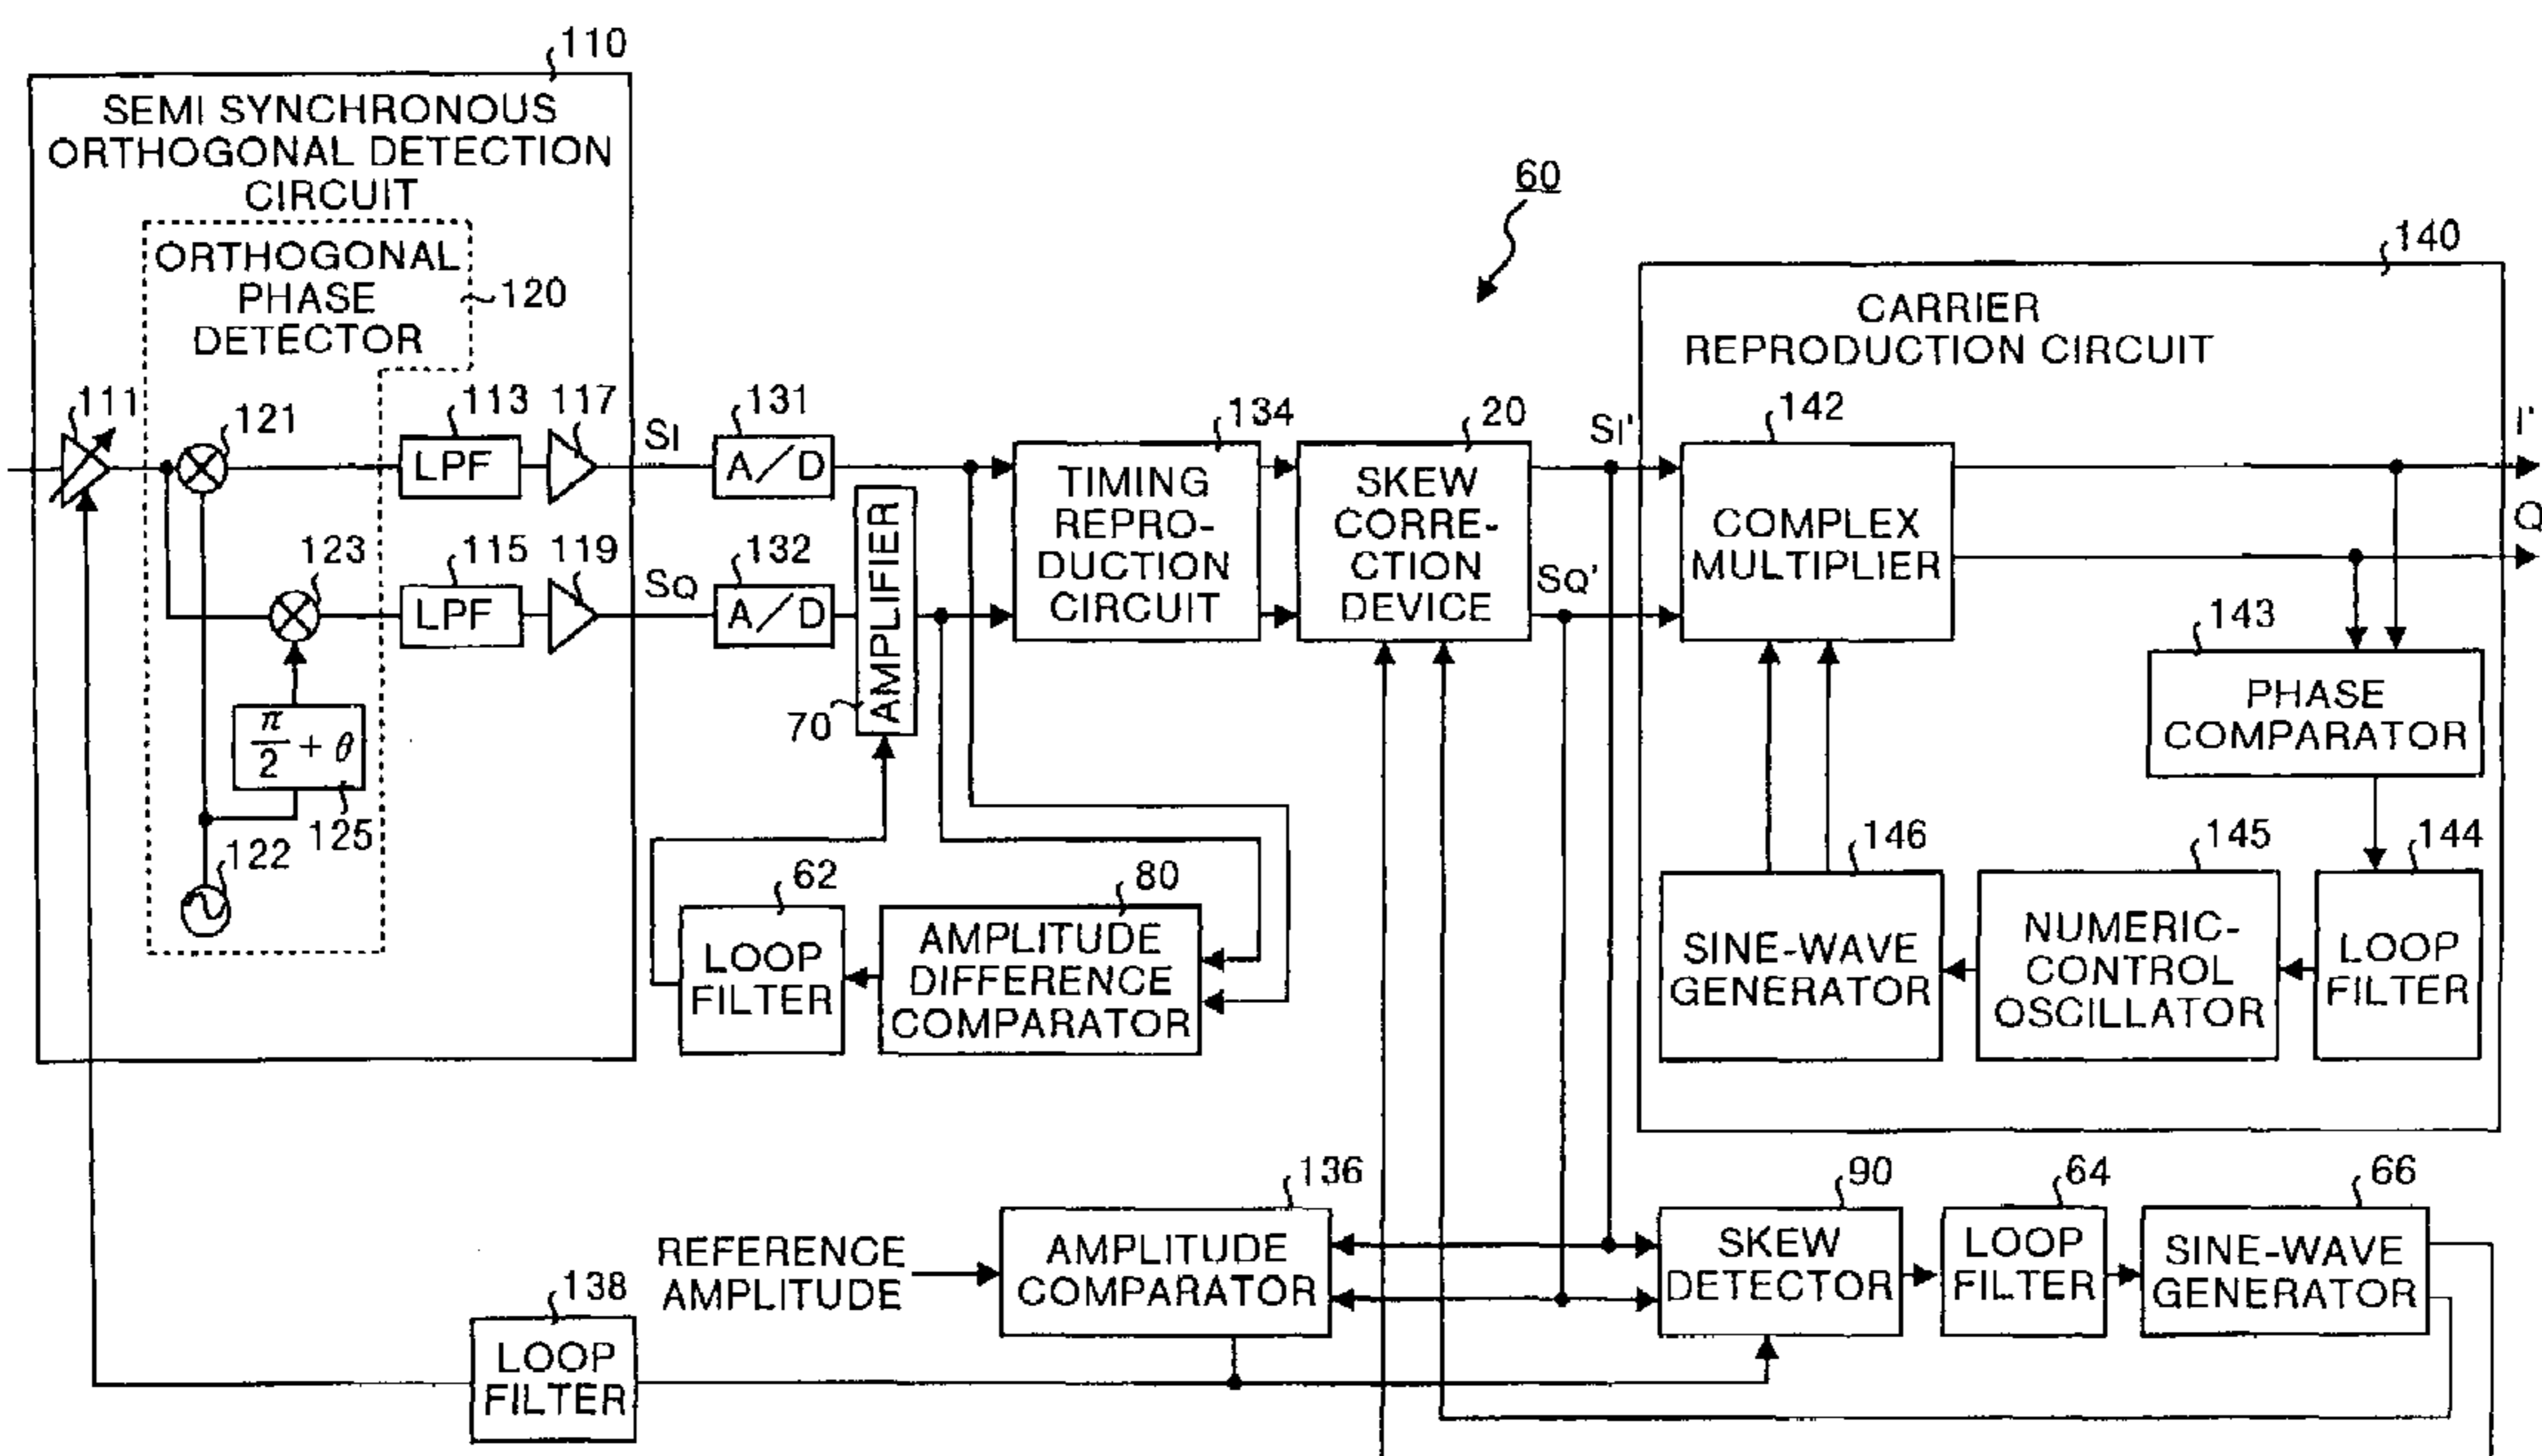 110
SEMI SYNCHRONOUS
ORTHOGONAL DETECTION
CIRCUIT
ORTHOGONAL
PHASE
DETECTOR
120
111
121
113
LPF
117
SI
123
115
LPF
119
SQ
π/2 + θ
125
122
131
A/D
132
A/D
AMPLIFIER
70
60
134
TIMING
REPRO-
DUCTION
CIRCUIT
20
SKEW
CORRE-
CTION
DEVICE
SI'
SQ'
140
CARRIER
REPRODUCTION CIRCUIT
142
COMPLEX
MULTIPLIER
I'
Q
143
PHASE
COMPARATOR
146
SINE-WAVE
GENERATOR
145
NUMERIC-
CONTROL
OSCILLATOR
144
LOOP
FILTER
62
LOOP
FILTER
80
AMPLITUDE
DIFFERENCE
COMPARATOR
136
REFERENCE
AMPLITUDE
AMPLITUDE
COMPARATOR
90
SKEW
DETECTOR
64
LOOP
FILTER
66
SINE-WAVE
GENERATOR
138
LOOP
FILTER